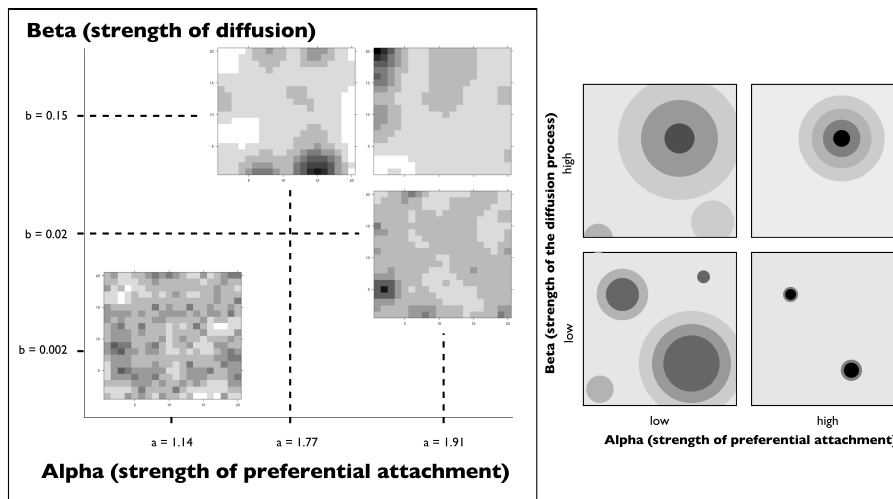 Beta (strength of diffusion)
b = 0.15
b = 0.02
b = 0.002
a = 1.14
a = 1.77
a = 1.91
Alpha (strength of preferential attachment)
Beta (strength of the diffusion process)
high
low
low
high
Alpha (strength of preferential attachment)